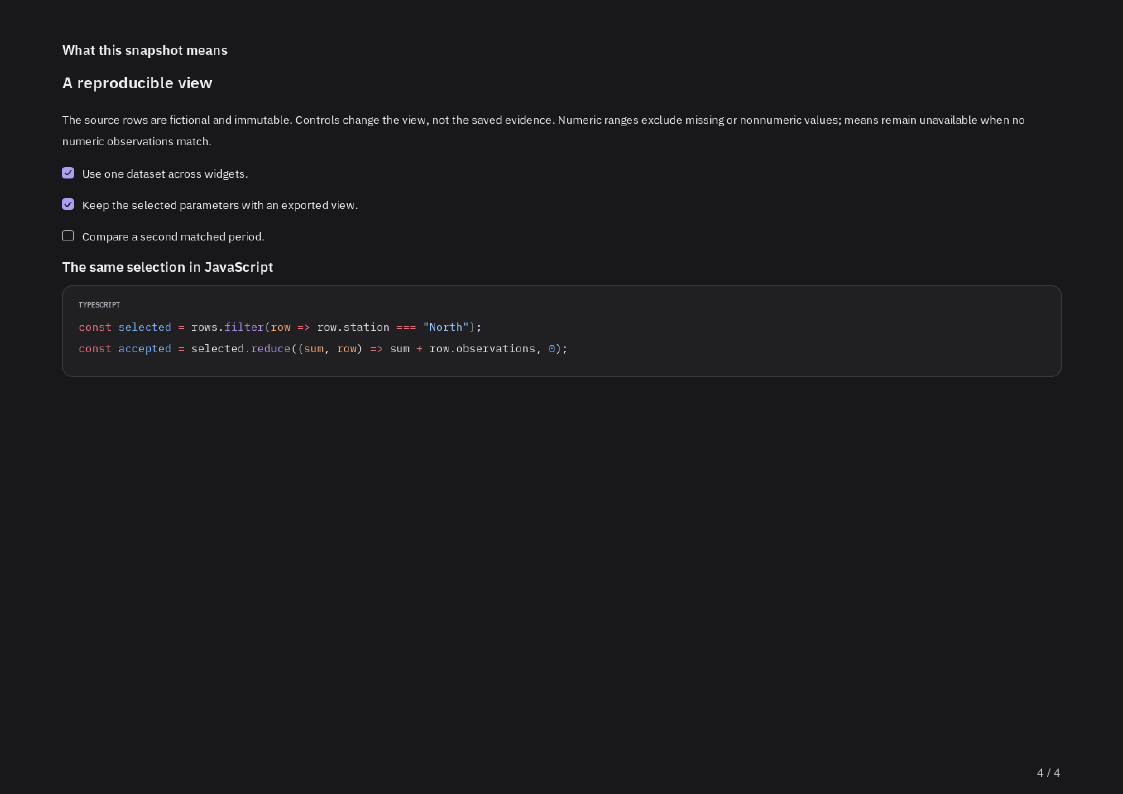 What this snapshot means
A reproducible view
The source rows are fictional and immutable. Controls change the view, not the saved evidence. Numeric ranges exclude missing or nonnumeric values; means remain unavailable when no
numeric observations match.
Use one dataset across widgets.
Keep the selected parameters with an exported view.
Compare a second matched period.
The same selection in JavaScript
TYPESCRIPT
const selected = rows.filter(row => row.station === "North");
const accepted = selected.reduce((sum, row) => sum + row.observations, 0);
4 / 4